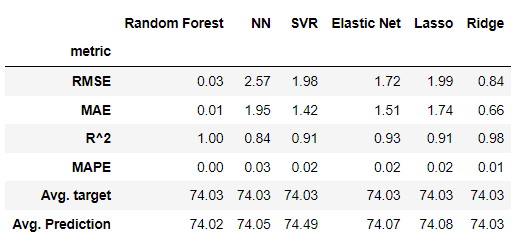 Random Forest NN SVR Elastic Net Lasso Ridge
metric
RMSE 0.03 2.57 1.98 1.72 1.99 0.84
MAE 0.01 1.95 1.42 1.51 1.74 0.66
R^2 1.00 0.84 0.91 0.93 0.91 0.98
MAPE 0.00 0.03 0.02 0.02 0.02 0.01
Avg. target 74.03 74.03 74.03 74.03 74.03 74.03
Avg. Prediction 74.02 74.05 74.49 74.07 74.08 74.03